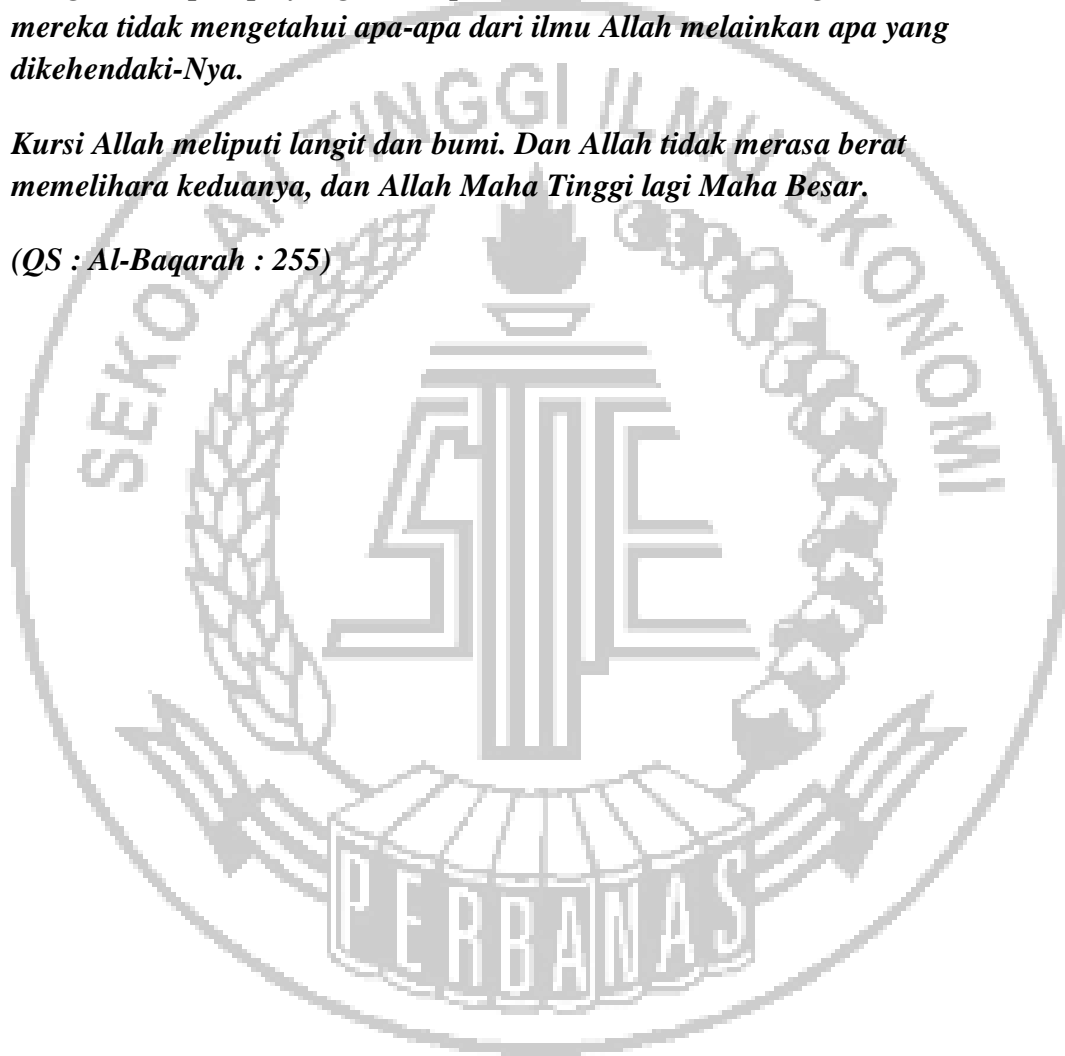 mereka tidak mengetahui apa-apa dari ilmu Allah melainkan apa yang
dikehendaki-Nya.
Kursi Allah meliputi langit dan bumi. Dan Allah tidak merasa berat
memelihara keduanya, dan Allah Maha Tinggi lagi Maha Besar.
(QS : Al-Baqarah : 255)
SEKOLAH TINGGI ILMU EKONOMI
STIE
PERBANAS